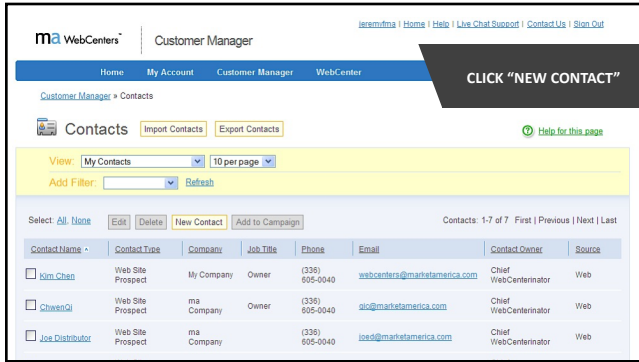 jeremyfma | Home | Help | Live Chat Support | Contact Us | Sign Out
ma WebCenters™ Customer Manager
Home My Account Customer Manager WebCenter
CLICK “NEW CONTACT”
Customer Manager » Contacts
Contacts Import Contacts Export Contacts
Help for this page
View: My Contacts 10 per page
Add Filter: Refresh
Select: All, None Edit Delete New Contact Add to Campaign Contacts: 1-7 of 7 First | Previous | Next | Last
Contact Name Contact Type Company Job Title Phone Email Contact Owner Source
Kim Chen Web Site Prospect My Company Owner (336) 605-0040 webcenters@marketamerica.com Chief WebCenterinator Web
ChwenQi Web Site Prospect ma Company Owner (336) 605-0040 qic@marketamerica.com Chief WebCenterinator Web
Joe Distributor Web Site Prospect ma Company (336) 605-0040 joed@marketamerica.com Chief WebCenterinator Web